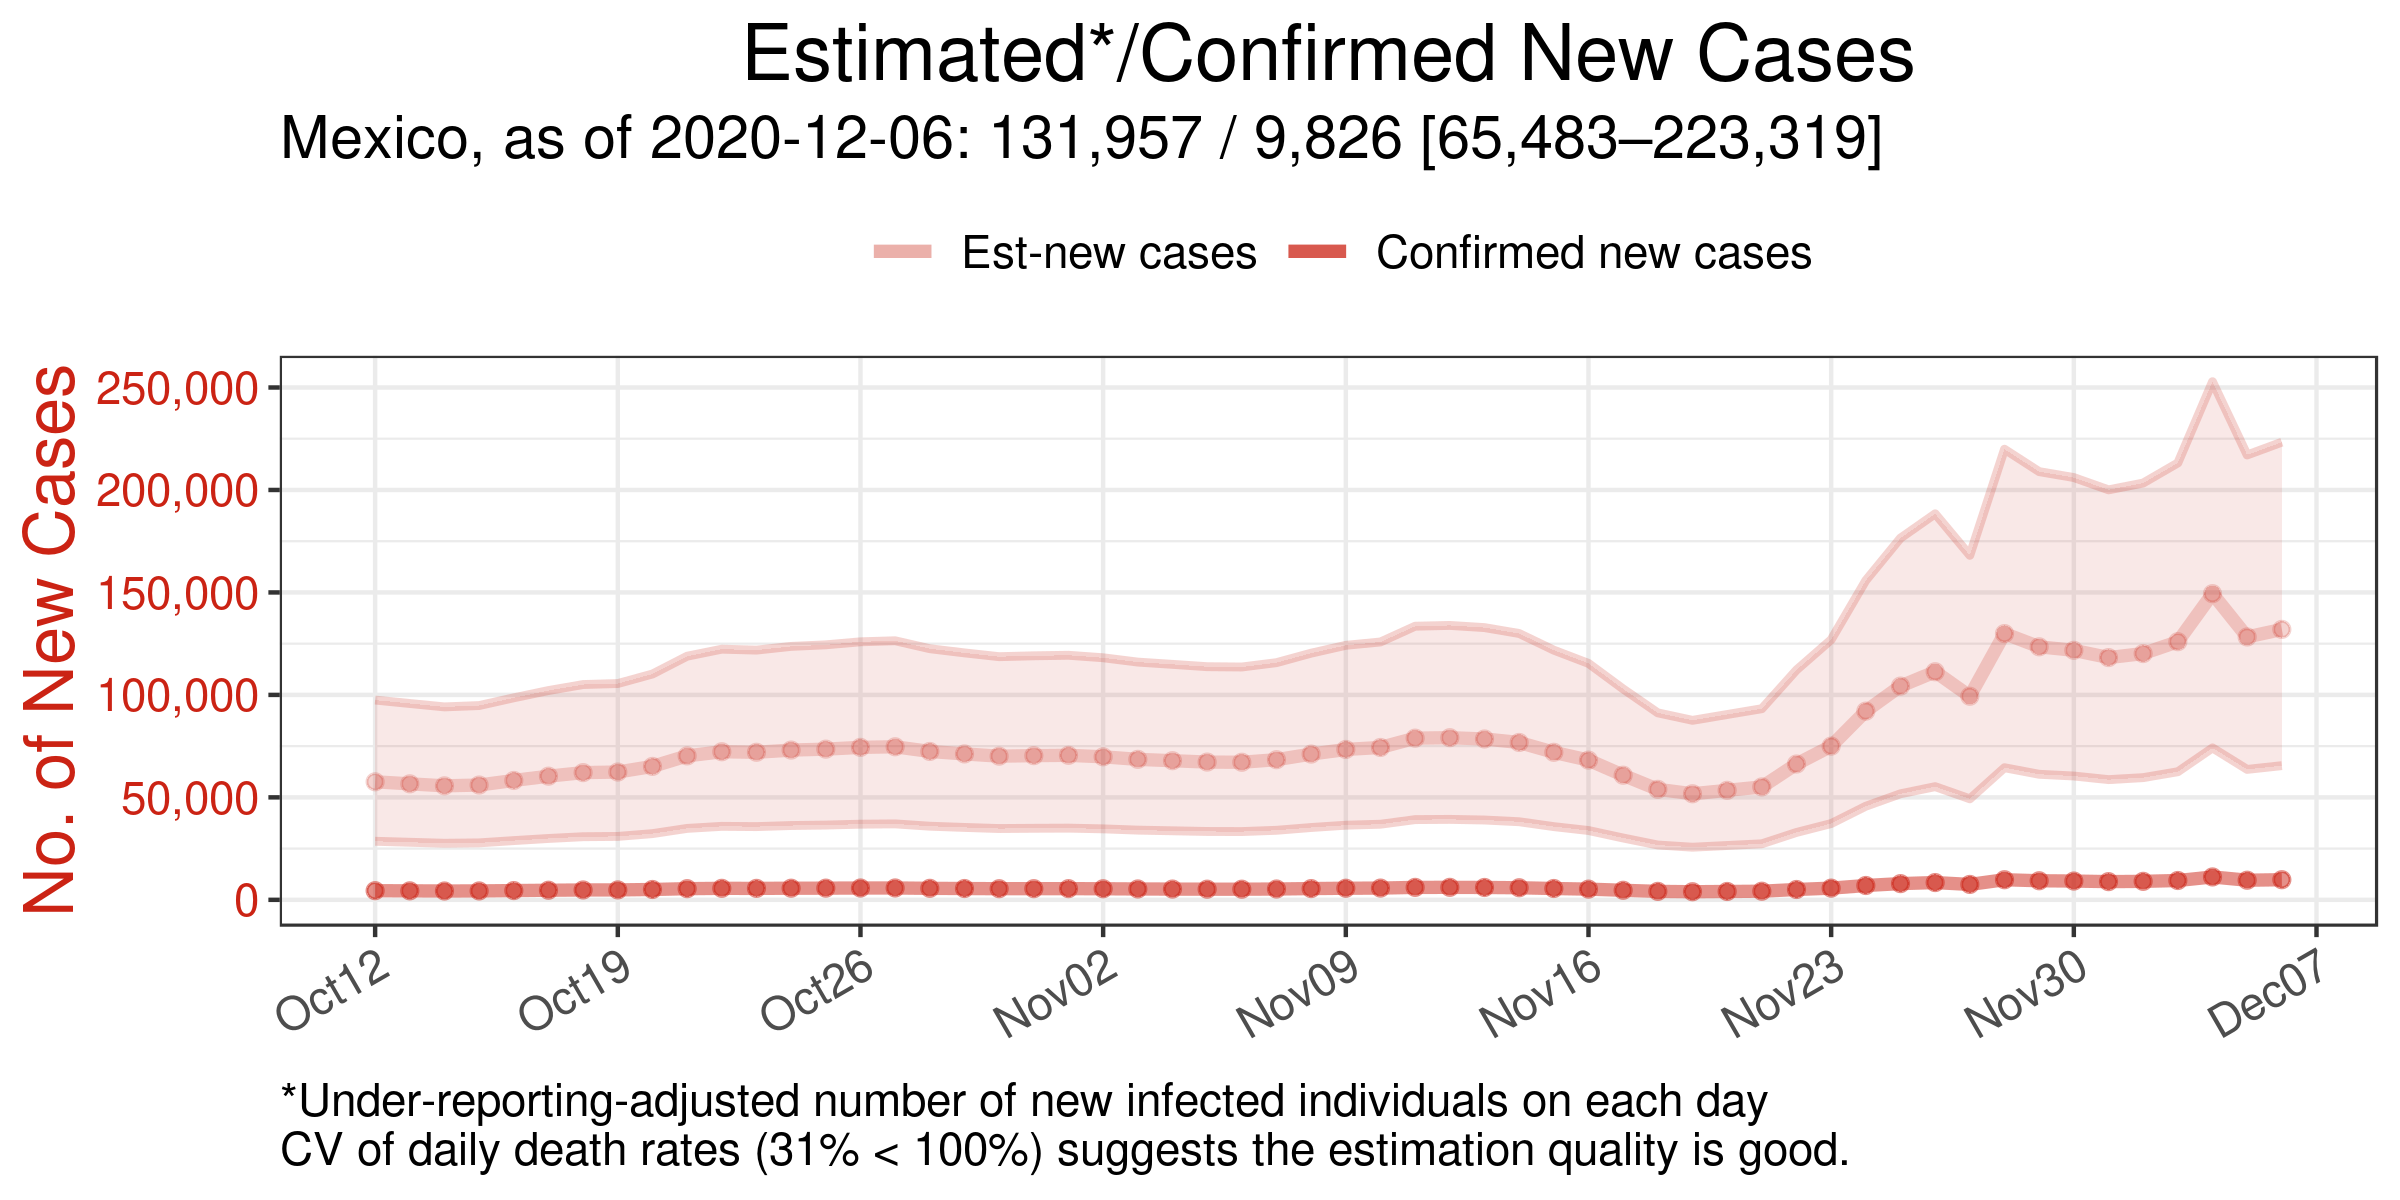 Estimated*/Confirmed New Cases
Mexico, as of 2020-12-06: 131,957 / 9,826 [65,483–223,319]
Est-new cases Confirmed new cases
No. of New Cases
250,000
200,000
150,000
100,000
50,000
0
Oct12 Oct19 Oct26 Nov02 Nov09 Nov16 Nov23 Nov30 Dec07
*Under-reporting-adjusted number of new infected individuals on each day
CV of daily death rates (31% < 100%) suggests the estimation quality is good.